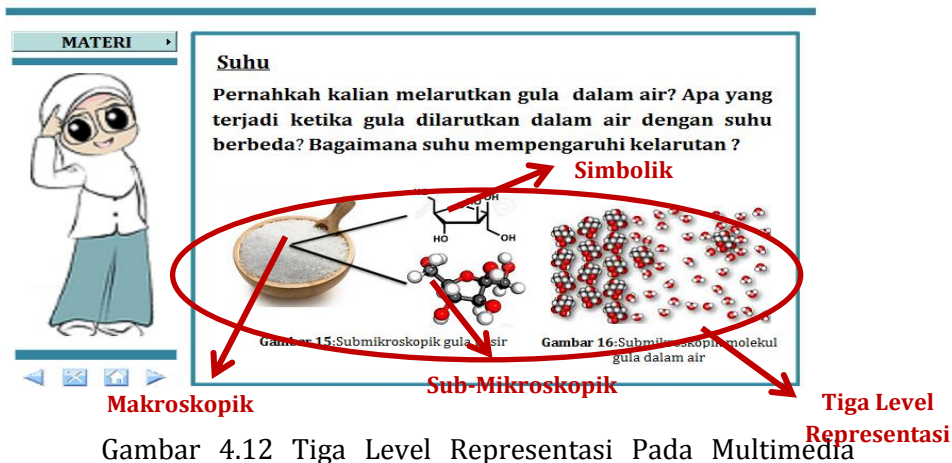 MATERI
Suhu
Pernahkah kalian melarutkan gula dalam air? Apa yang
terjadi ketika gula dilarutkan dalam air dengan suhu
berbeda? Bagaimana suhu mempengaruhi kelarutan ?
Simbolik
HO
OH
HO
OH
Gambar 15:Submikroskopik gula pasir
Gambar 16:Submikroskopik molekul
gula dalam air
Sub-Mikroskopik
Makroskopik
Tiga Level
Representasi
Gambar 4.12 Tiga Level Representasi Pada Multimedia